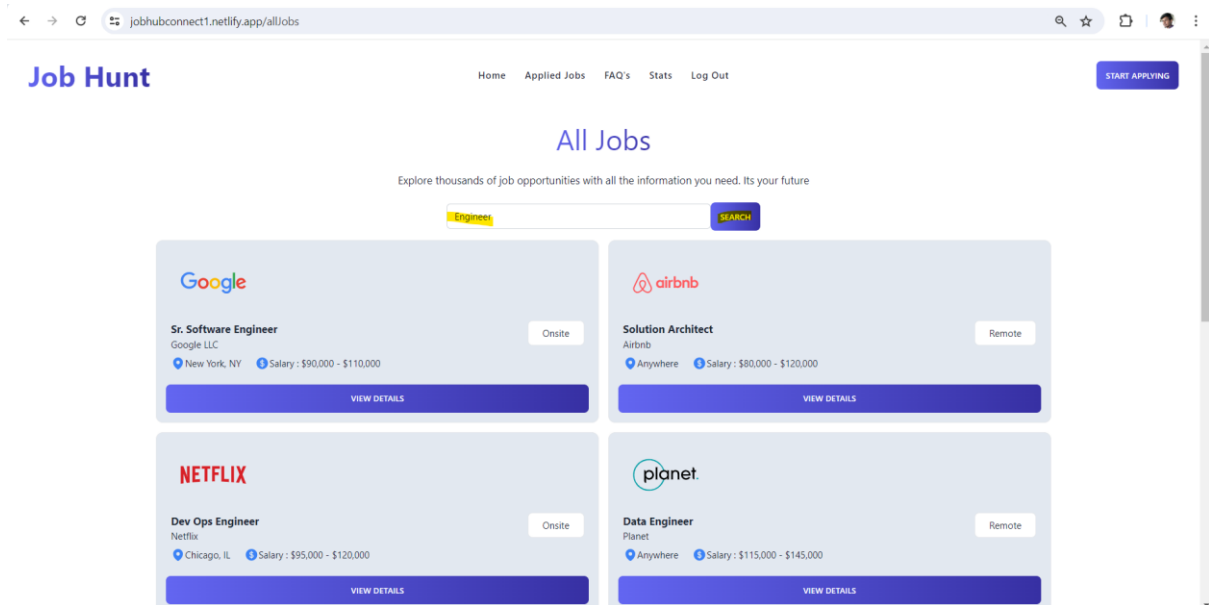 jobhubconnect1.netlify.app/allJobs
Job Hunt
Home Applied Jobs FAQ's Stats Log Out
START APPLYING
All Jobs
Explore thousands of job opportunities with all the information you need. Its your future
Engineer
SEARCH
Google
Sr. Software Engineer
Google LLC
Onsite
New York, NY Salary : $90,000 - $110,000
VIEW DETAILS
airbnb
Solution Architect
Airbnb
Remote
Anywhere Salary : $80,000 - $120,000
VIEW DETAILS
NETFLIX
Dev Ops Engineer
Netflix
Onsite
Chicago, IL Salary : $95,000 - $120,000
VIEW DETAILS
planet.
Data Engineer
Planet
Remote
Anywhere Salary : $115,000 - $145,000
VIEW DETAILS